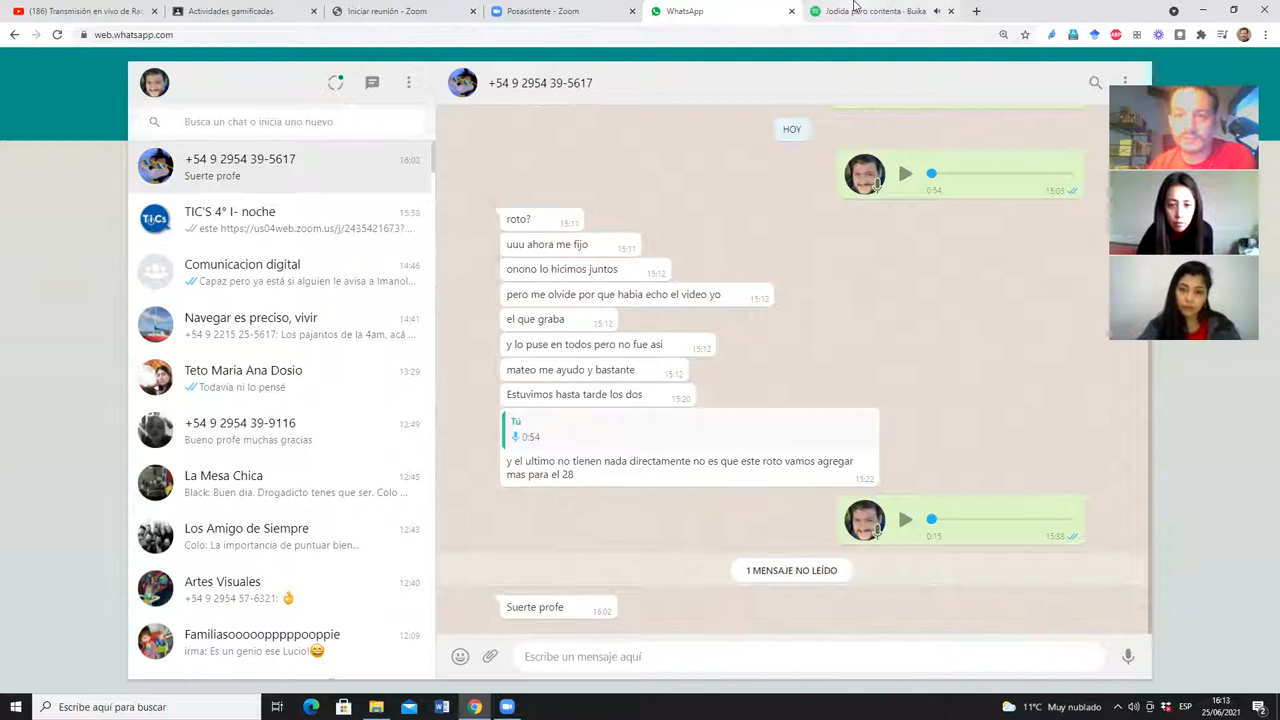 (186) Transmisión en vivo de Ra:
Actividades gamificadas
Iniciar reunión - Zoom
Posasistente - Zoom
WhatsApp
Jodida pero contenta · Buika
web.whatsapp.com
+54 9 2954 39-5617
Busca un chat o inicia uno nuevo
+54 9 2954 39-5617
16:02
Suerte profe
TIC'S 4° I- noche
15:58
este https://us04web.zoom.us/j/2435421673?...
Comunicacion digital
14:46
Capaz pero ya está si alguien le avisa a Imanol...
Navegar es preciso, vivir
14:41
+54 9 2215 25-5617: Los pajaritos de la 4am, acá ...
Teto Maria Ana Dosio
13:29
Todavía ni lo pensé
+54 9 2954 39-9116
12:49
Bueno profe muchas gracias
La Mesa Chica
12:45
Black: Buen dia. Drogadicto tenes que ser. Colo ...
Los Amigo de Siempre
12:43
Colo: La importancia de puntuar bien...
Artes Visuales
12:40
+54 9 2954 57-6321: 👌
Familiasoooooppppooppie
12:09
irma: Es un genio ese Lucio!😄
HOY
0:54
15:03
roto?
15:11
uuu ahora me fijo
15:11
onono lo hicimos juntos
15:12
pero me olvide por que habia echo el video yo
15:12
el que graba
15:12
y lo puse en todos pero no fue asi
15:12
mateo me ayudo y bastante
15:12
Estuvimos hasta tarde los dos
15:20
Tú
0:54
y el ultimo no tienen nada directamente no es que este roto vamos agregar
mas para el 28
15:22
0:15
15:38
1 MENSAJE NO LEÍDO
Suerte profe
16:02
Escribe un mensaje aquí
Escribe aquí para buscar
11°C Muy nublado
ESP
16:13
25/06/2021
2